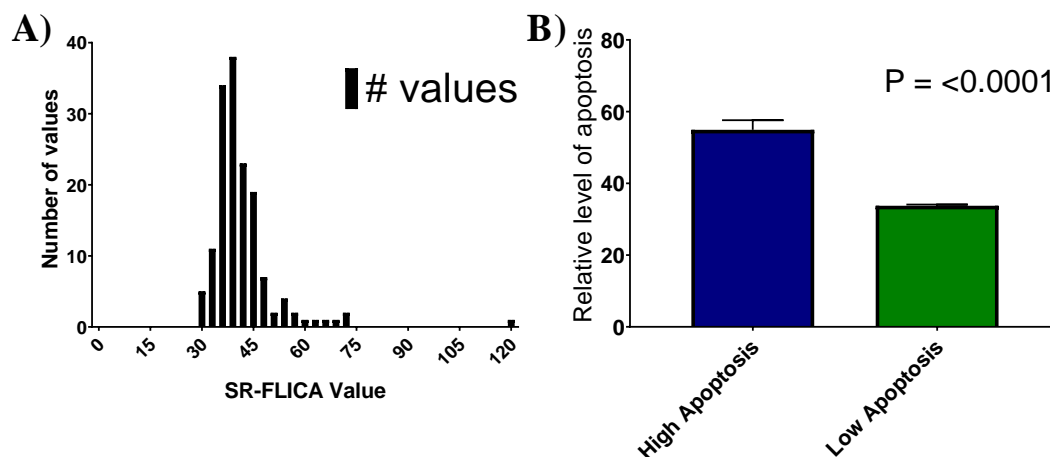 A)
# values
Number of values
40
30
20
10
0
0 15 30 45 60 75 90 105 120
SR-FLICA Value
B)
P = <0.0001
Relative level of apoptosis
80
60
40
20
0
High Apoptosis
Low Apoptosis